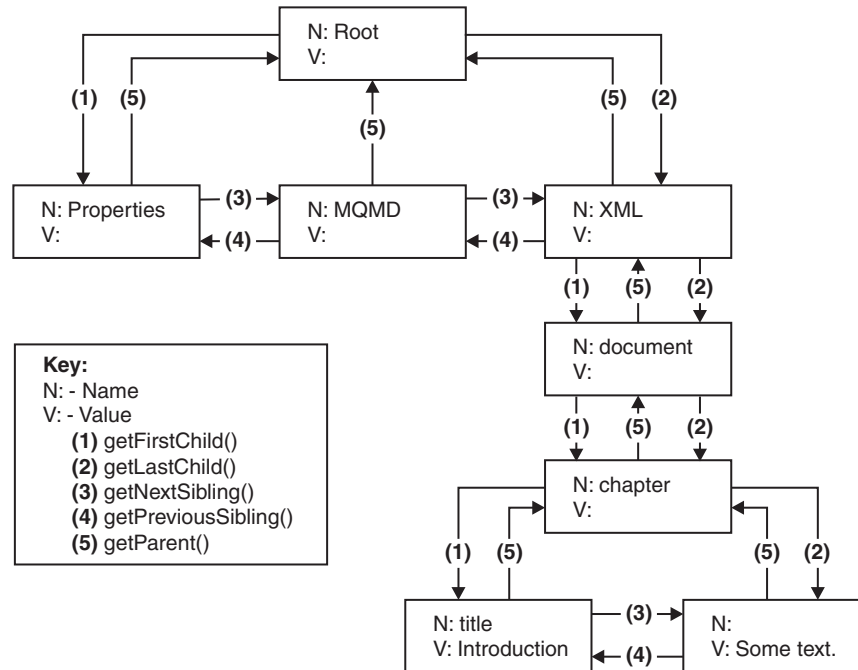 N: Root
V:
(1)
(5)
(5)
(5)
(2)
N: Properties
V:
(3)
(4)
N: MQMD
V:
(3)
(4)
N: XML
V:
(1)
(5)
(2)
N: document
V:
(1)
(5)
(2)
Key:
N: - Name
V: - Value
(1) getFirstChild()
(2) getLastChild()
(3) getNextSibling()
(4) getPreviousSibling()
(5) getParent()
N: chapter
V:
(1)
(5)
(5)
(2)
N: title
V: Introduction
(3)
(4)
N:
V: Some text.